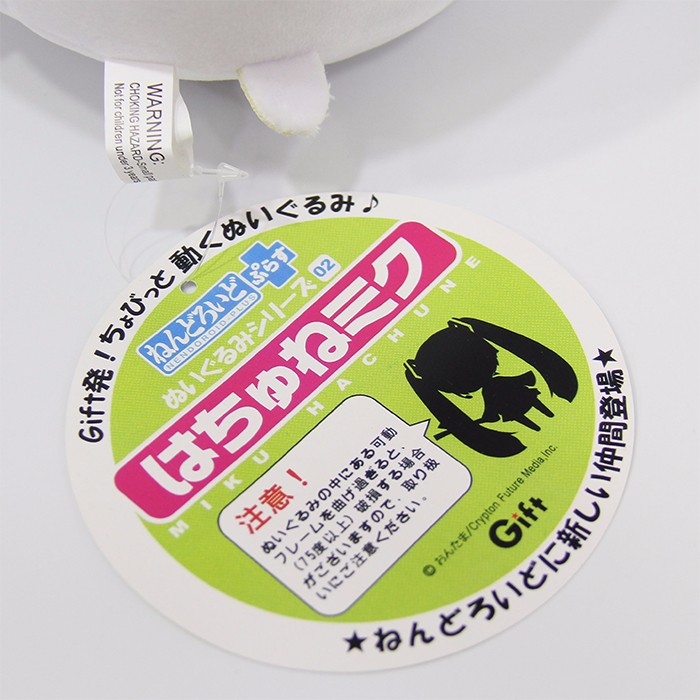 WARNING:
CHOKING HAZARD-Small
Not for children under 3 years
Gift発!ちょびっと動くぬいぐるみ♪
ねんどろいど ぷらす
NENDOROID-PLUS
ぬいぐるみシリーズ 02
はちゅねミク
MIKU HACHUNE
注意!
ぬいぐるみの中にある可動
フレームを曲げ過ぎると、
(75度以上)破損する場合
がございますので、取り扱
いにご注意ください。
©おんたま/Crypton Future Media,Inc.
Gift
★ねんどろいどに新しい仲間登場★